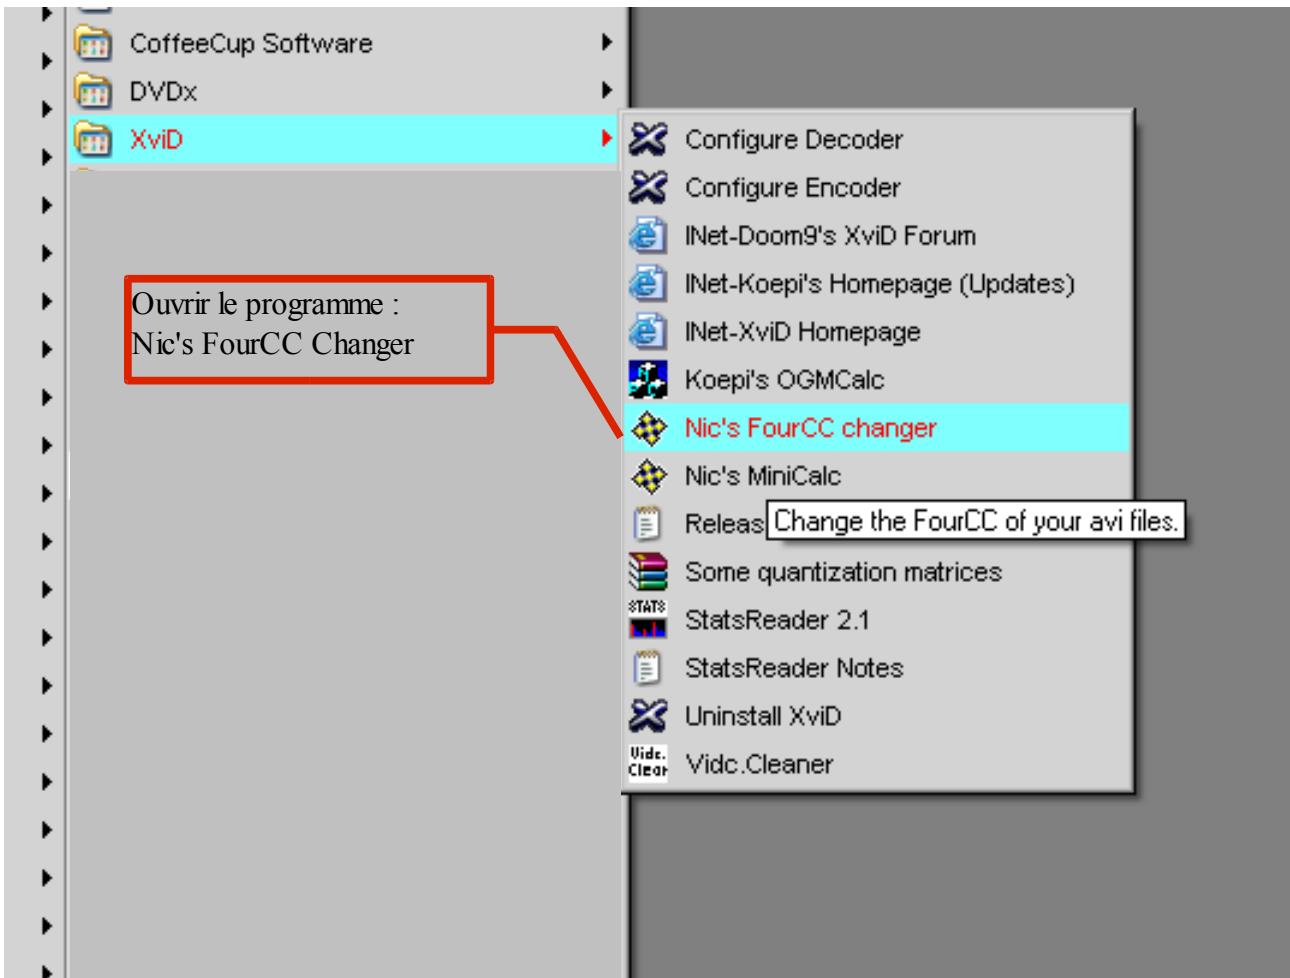 CoffeeCup Software
DVDx
XviD
Ouvrir le programme :
Nic's FourCC Changer
Configure Decoder
Configure Encoder
INet-Doom9's XviD Forum
INet-Koepi's Homepage (Updates)
INet-XviD Homepage
Koepi's OGMCalc
Nic's FourCC changer
Nic's MiniCalc
Releas
Change the FourCC of your avi files.
Some quantization matrices
STATS
StatsReader 2.1
StatsReader Notes
Uninstall XviD
Vidc.
Clear
Vidc.Cleaner